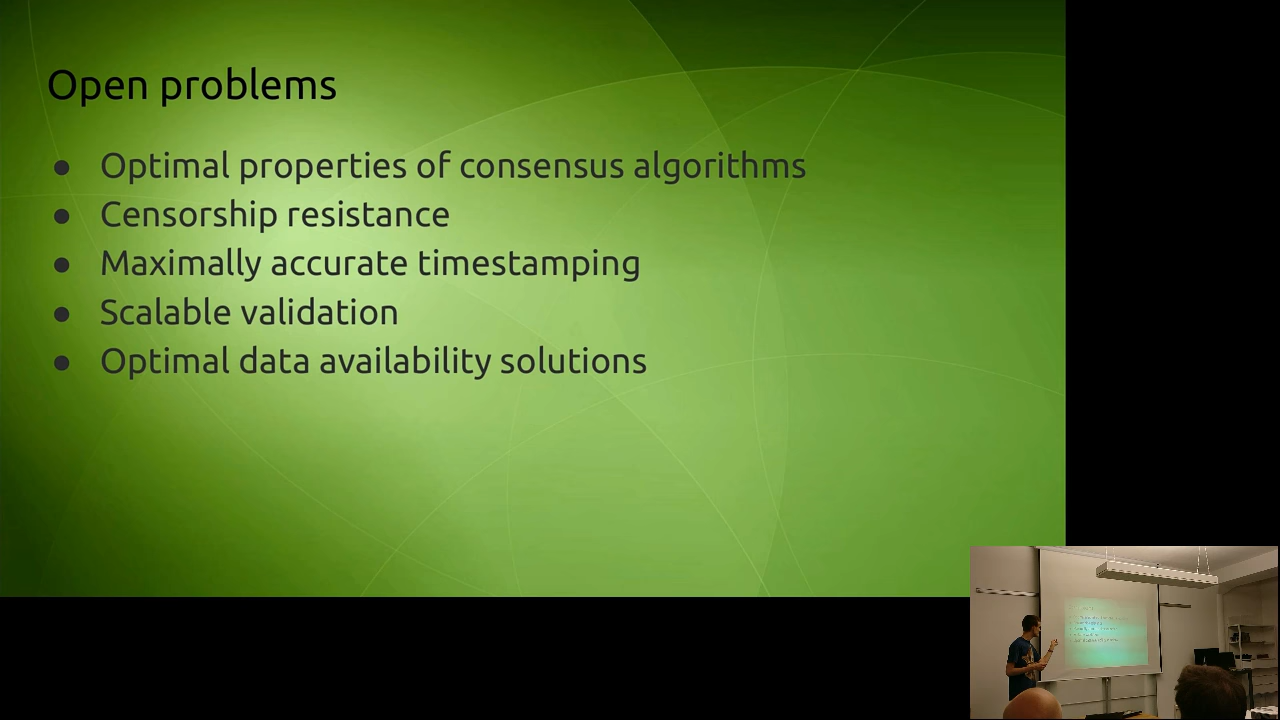 Open problems
● Optimal properties of consensus algorithms
● Censorship resistance
● Maximally accurate timestamping
● Scalable validation
● Optimal data availability solutions